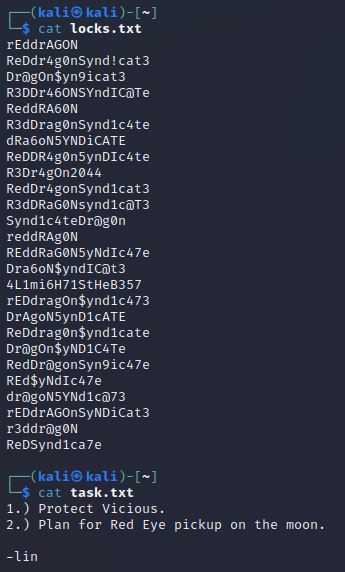 ┌──(kali㉿kali)-[~]
└─$ cat locks.txt
rEddrAGON
ReDdr4g0nSynd!cat3
Dr@gOn$yn9icat3
R3DDr46ONSYndIC@Te
ReddRA60N
R3dDrag0nSynd1c4te
dRa6oN5YNDiCATE
ReDDR4g0n5ynDIc4te
R3Dr4gOn2044
RedDr4gonSynd1cat3
R3dDRaG0Nsynd1c@T3
Synd1c4teDr@g0n
reddRAg0N
REddRaG0N5yNdIc47e
Dra6oN$yndIC@t3
4L1mi6H71StHeB357
rEDdragOn$ynd1c473
DrAgoN5ynD1cATE
ReDdrag0n$ynd1cate
Dr@gOn$yND1C4Te
RedDr@gonSyn9ic47e
REd$yNdIc47e
dr@goN5YNd1c@73
rEDdrAGOnSyNDiCat3
r3ddr@g0N
ReDSynd1ca7e
┌──(kali㉿kali)-[~]
└─$ cat task.txt
1.) Protect Vicious.
2.) Plan for Red Eye pickup on the moon.
-lin